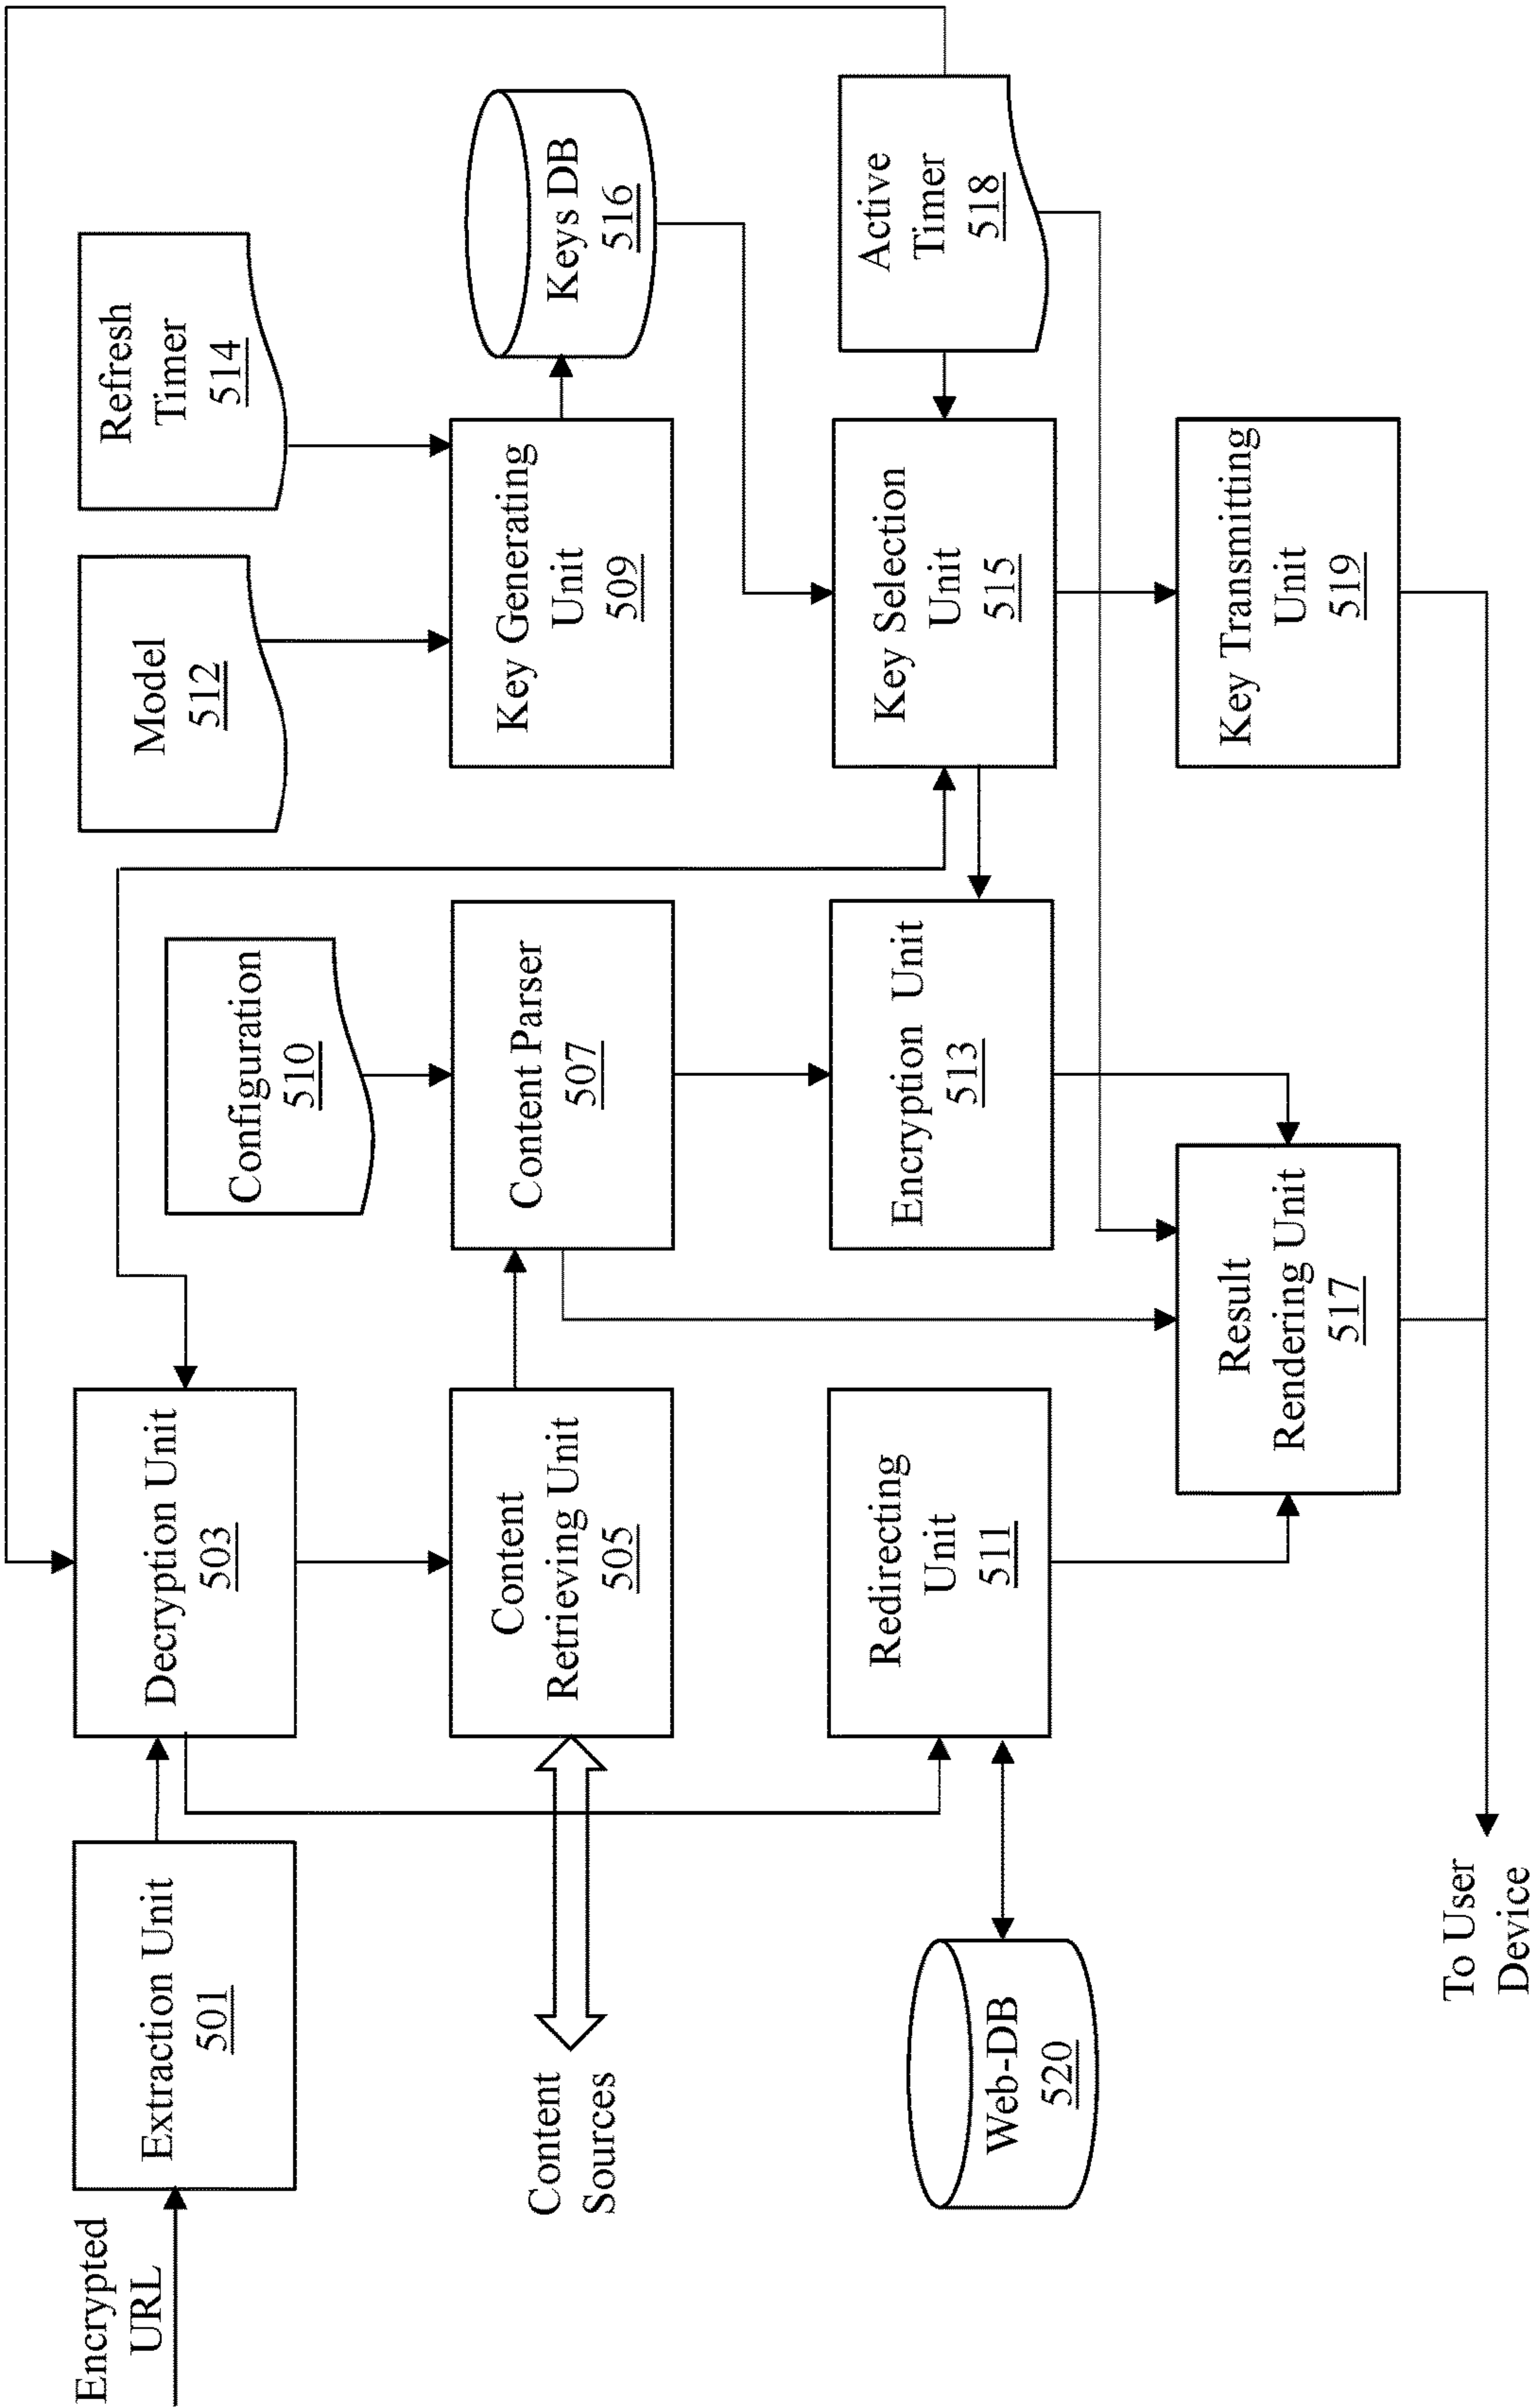 Encrypted
URL
Extraction Unit
501
Decryption Unit
503
Configuration
510
Model
512
Refresh
Timer
514
Content
Sources
Content
Retrieving Unit
505
Content Parser
507
Key Generating
Unit
509
Keys DB
516
Web-DB
520
Redirecting
Unit
511
Encryption Unit
513
Key Selection
Unit
515
Active
Timer
518
Result
Rendering Unit
517
Key Transmitting
Unit
519
To User
Device